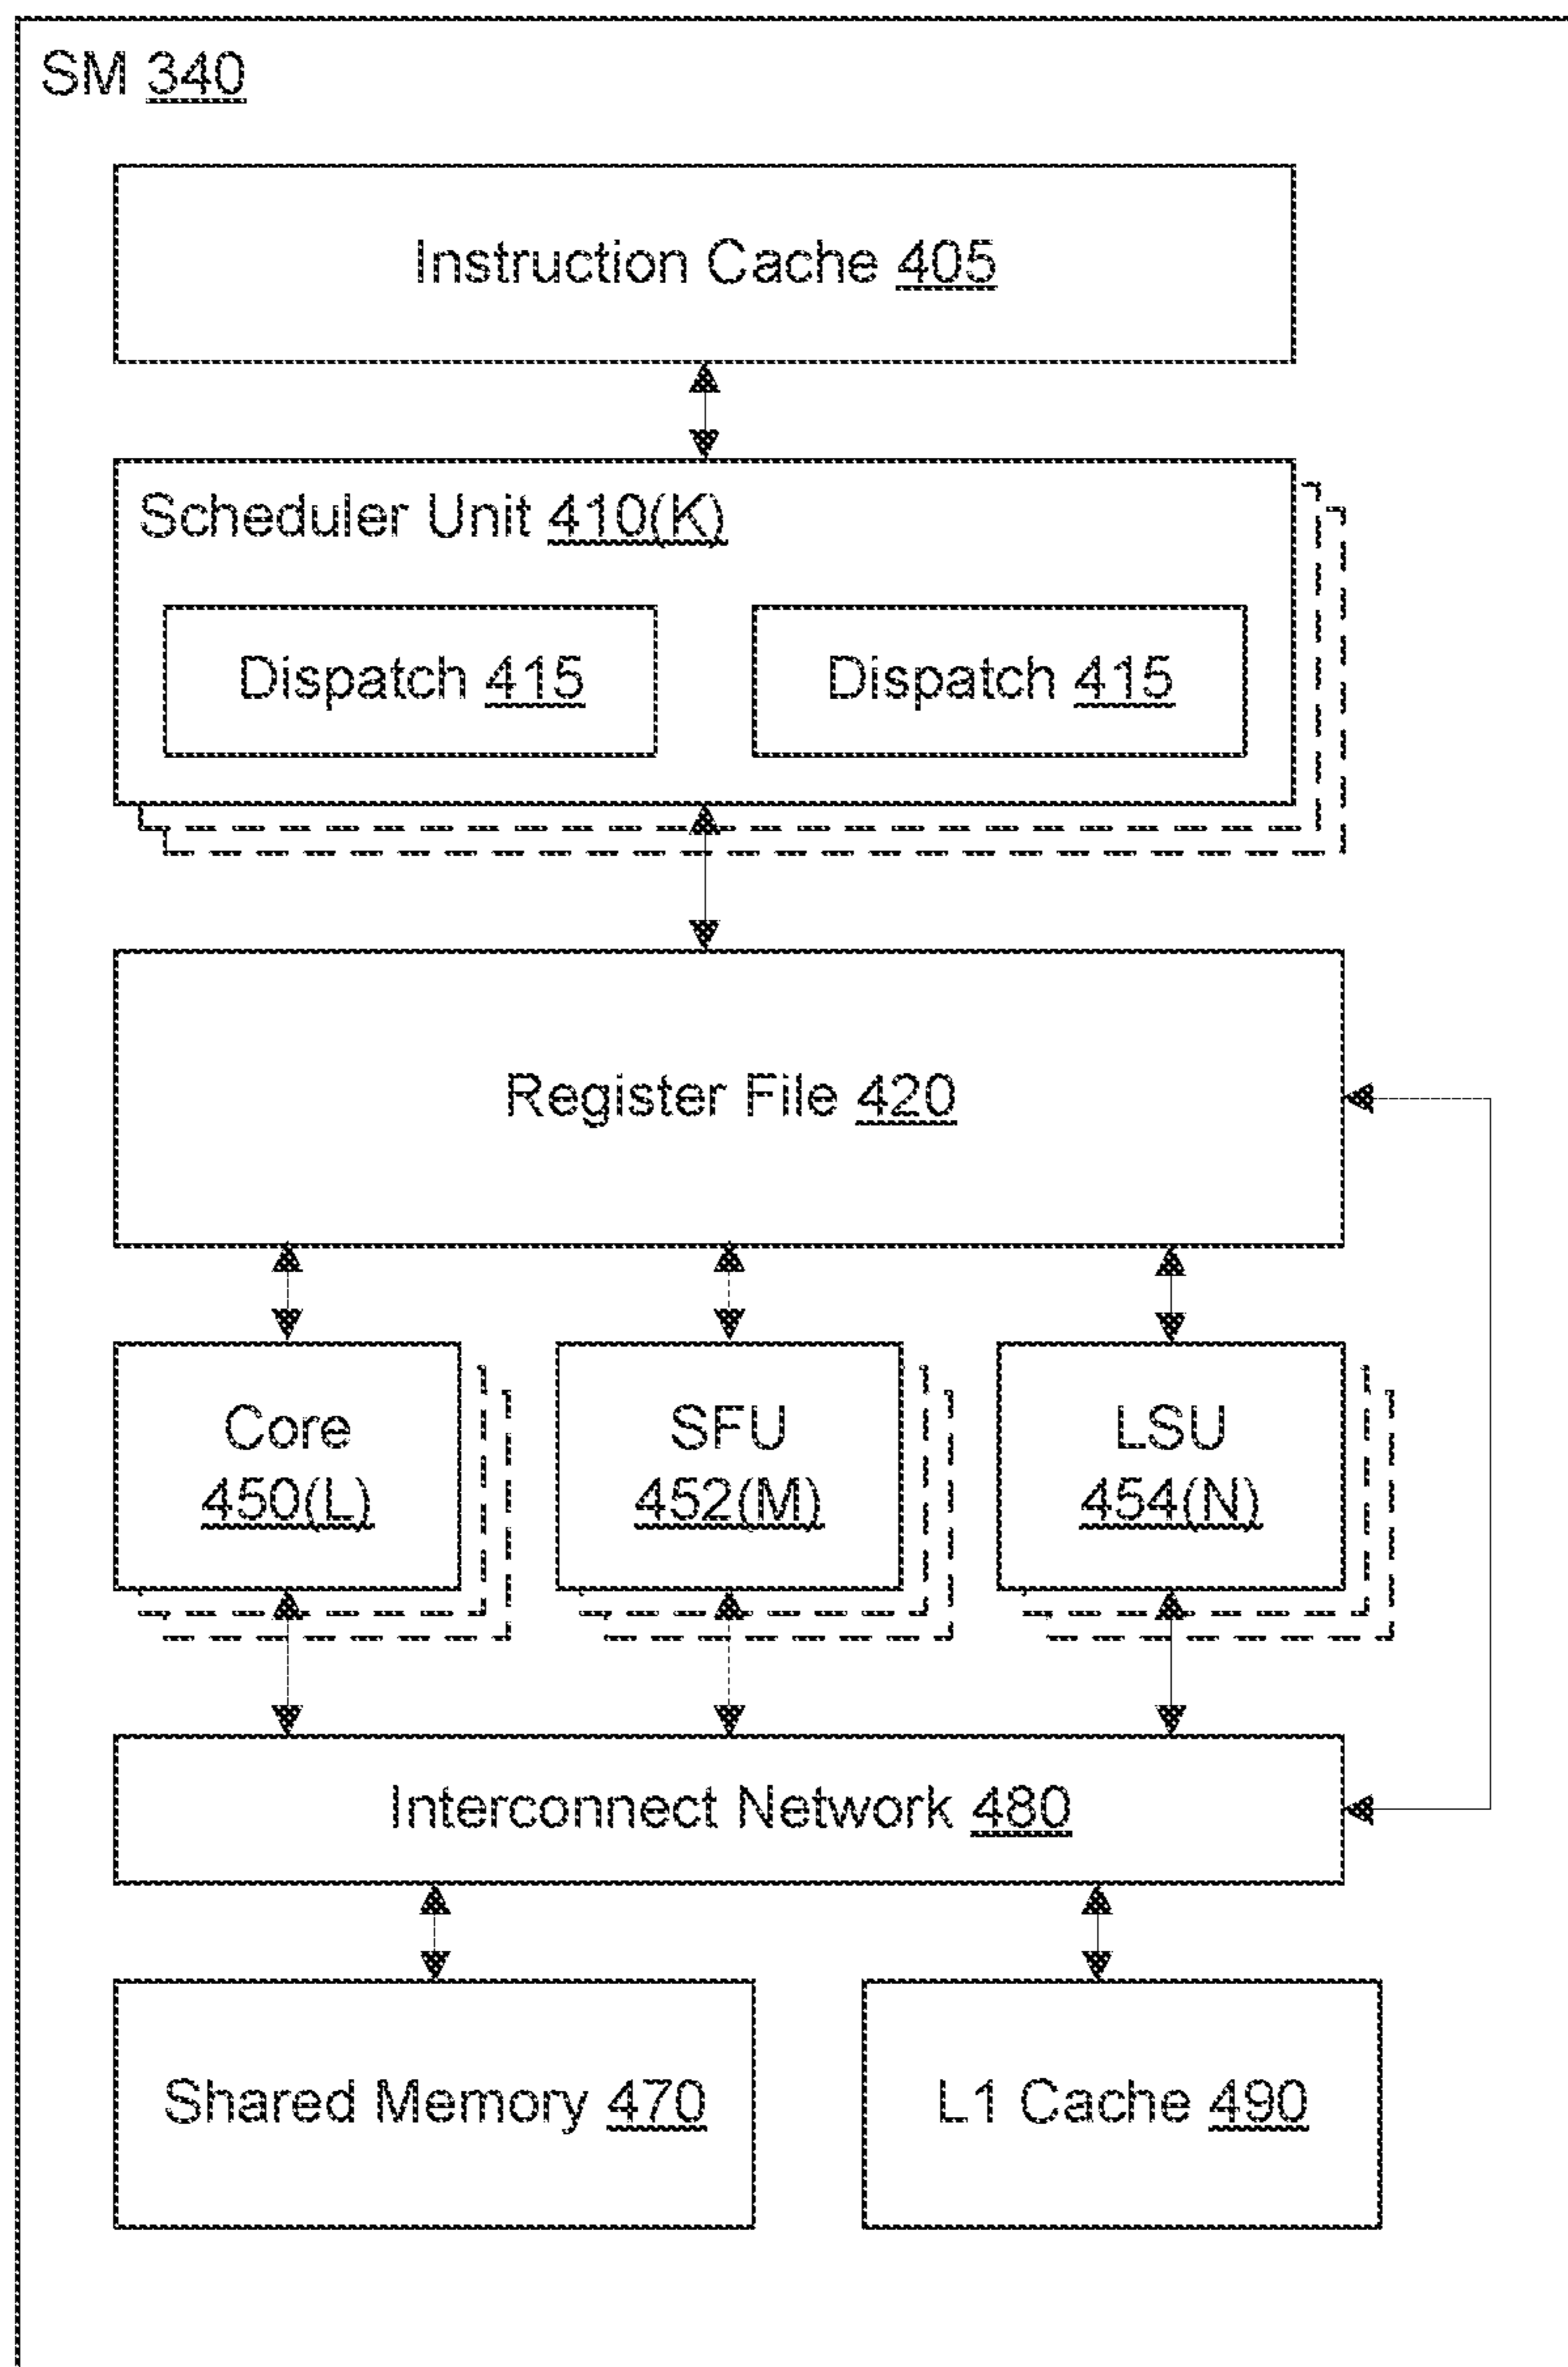 SM 340
Instruction Cache 405
Scheduler Unit 410(K)
Dispatch 415
Dispatch 415
Register File 420
Core
450(L)
SFU
452(M)
LSU
454(N)
Interconnect Network 480
Shared Memory 470
L1 Cache 490